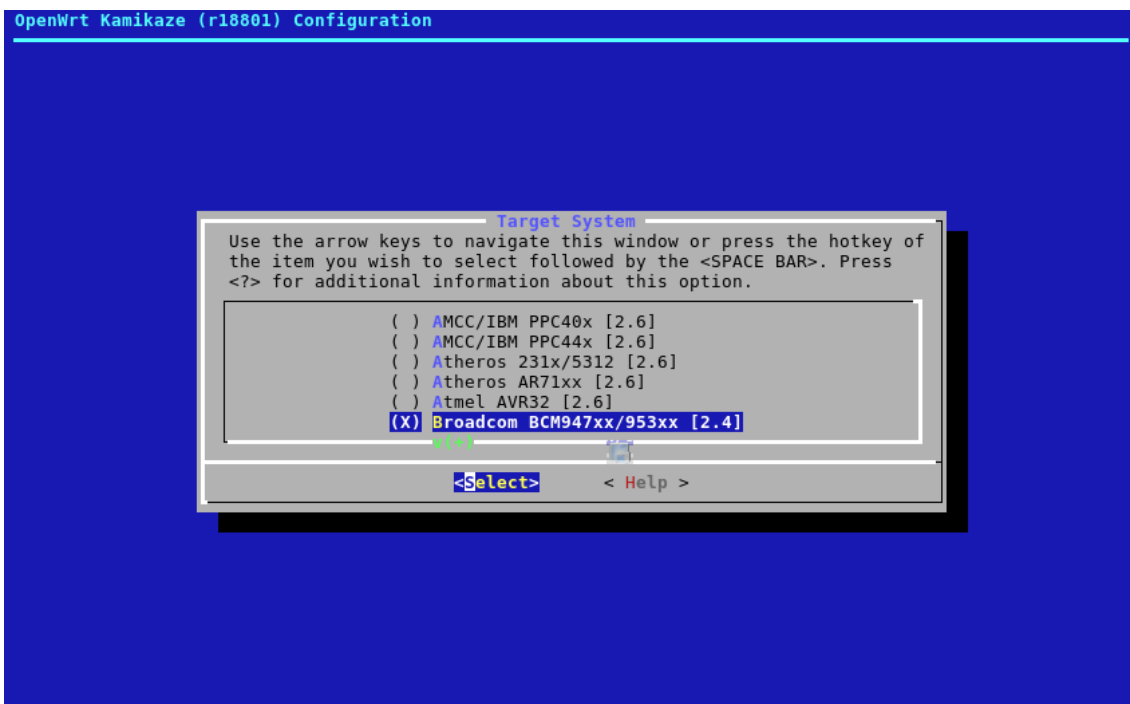 OpenWrt Kamikaze (r18801) Configuration
Target System
Use the arrow keys to navigate this window or press the hotkey of
the item you wish to select followed by the <SPACE BAR>. Press
<?> for additional information about this option.
( ) AMCC/IBM PPC40x [2.6]
( ) AMCC/IBM PPC44x [2.6]
( ) Atheros 231x/5312 [2.6]
( ) Atheros AR71xx [2.6]
( ) Atmel AVR32 [2.6]
(X) Broadcom BCM947xx/953xx [2.4]
v(+)
<Select> < Help >